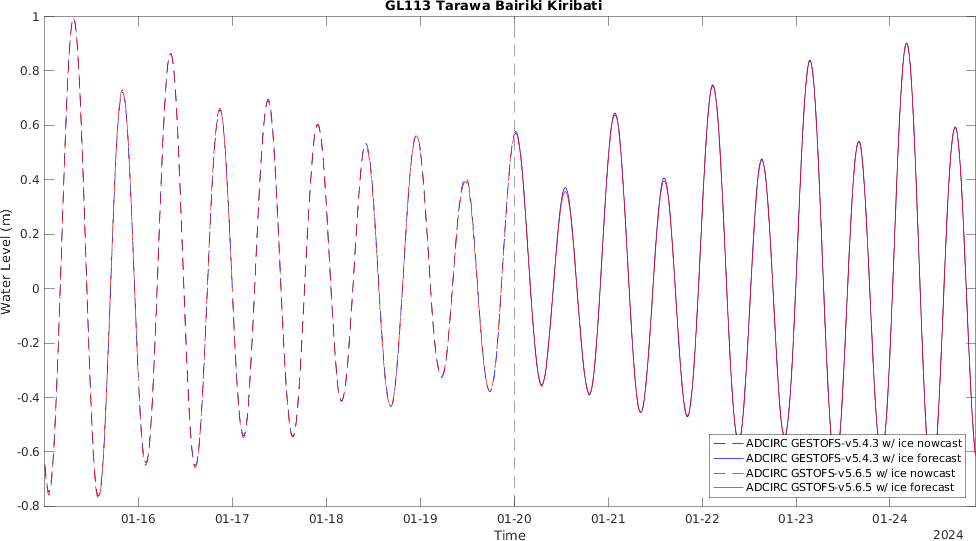 GL113 Tarawa Bairiki Kiribati
Water Level (m)
1
0.8
0.6
0.4
0.2
0
-0.2
-0.4
-0.6
-0.8
ADCIRC GESTOFS-v5.4.3 w/ ice nowcast
ADCIRC GESTOFS-v5.4.3 w/ ice forecast
ADCIRC GSTOFS-v5.6.5 w/ ice nowcast
ADCIRC GSTOFS-v5.6.5 w/ ice forecast
01-16 01-17 01-18 01-19 01-20 01-21 01-22 01-23 01-24
Time
2024